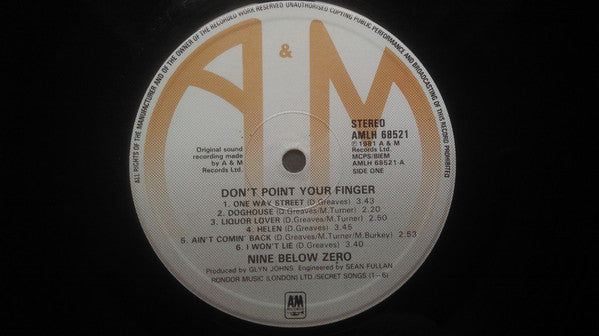 ALL RIGHTS OF THE MANUFACTURER AND OF THE OWNER OF THE RECORDED WORK RESERVED UNAUTHORISED COPYING PUBLIC PERFORMANCE AND BROADCASTING OF THIS RECORD PROHIBITED
A & M
STEREO
AMLH 68521
Original sound
recording made
by A & M
Records Ltd.
℗ 1981 A & M
Records Ltd.
MCPS/BIEM
AMLH 68521-A
SIDE ONE
DON'T POINT YOUR FINGER
1. ONE WAY STREET (D.Greaves) 3.43
2. DOGHOUSE (D.Greaves/M.Turner) 2.20
3. LIQUOR LOVER (D.Greaves/M.Turner) 2.50
4. HELEN (D.Greaves) 3.45
5. AIN'T COMIN' BACK (D.Greaves/M.Turner/M.Burkey) 2.53
6. I WON'T LIE (D.Greaves) 3.40
NINE BELOW ZERO
Produced by GLYN JOHNS Engineered by SEAN FULLAN
RONDOR MUSIC (LONDON) LTD./SECRET SONGS (1-6)
A&M
RECORDS